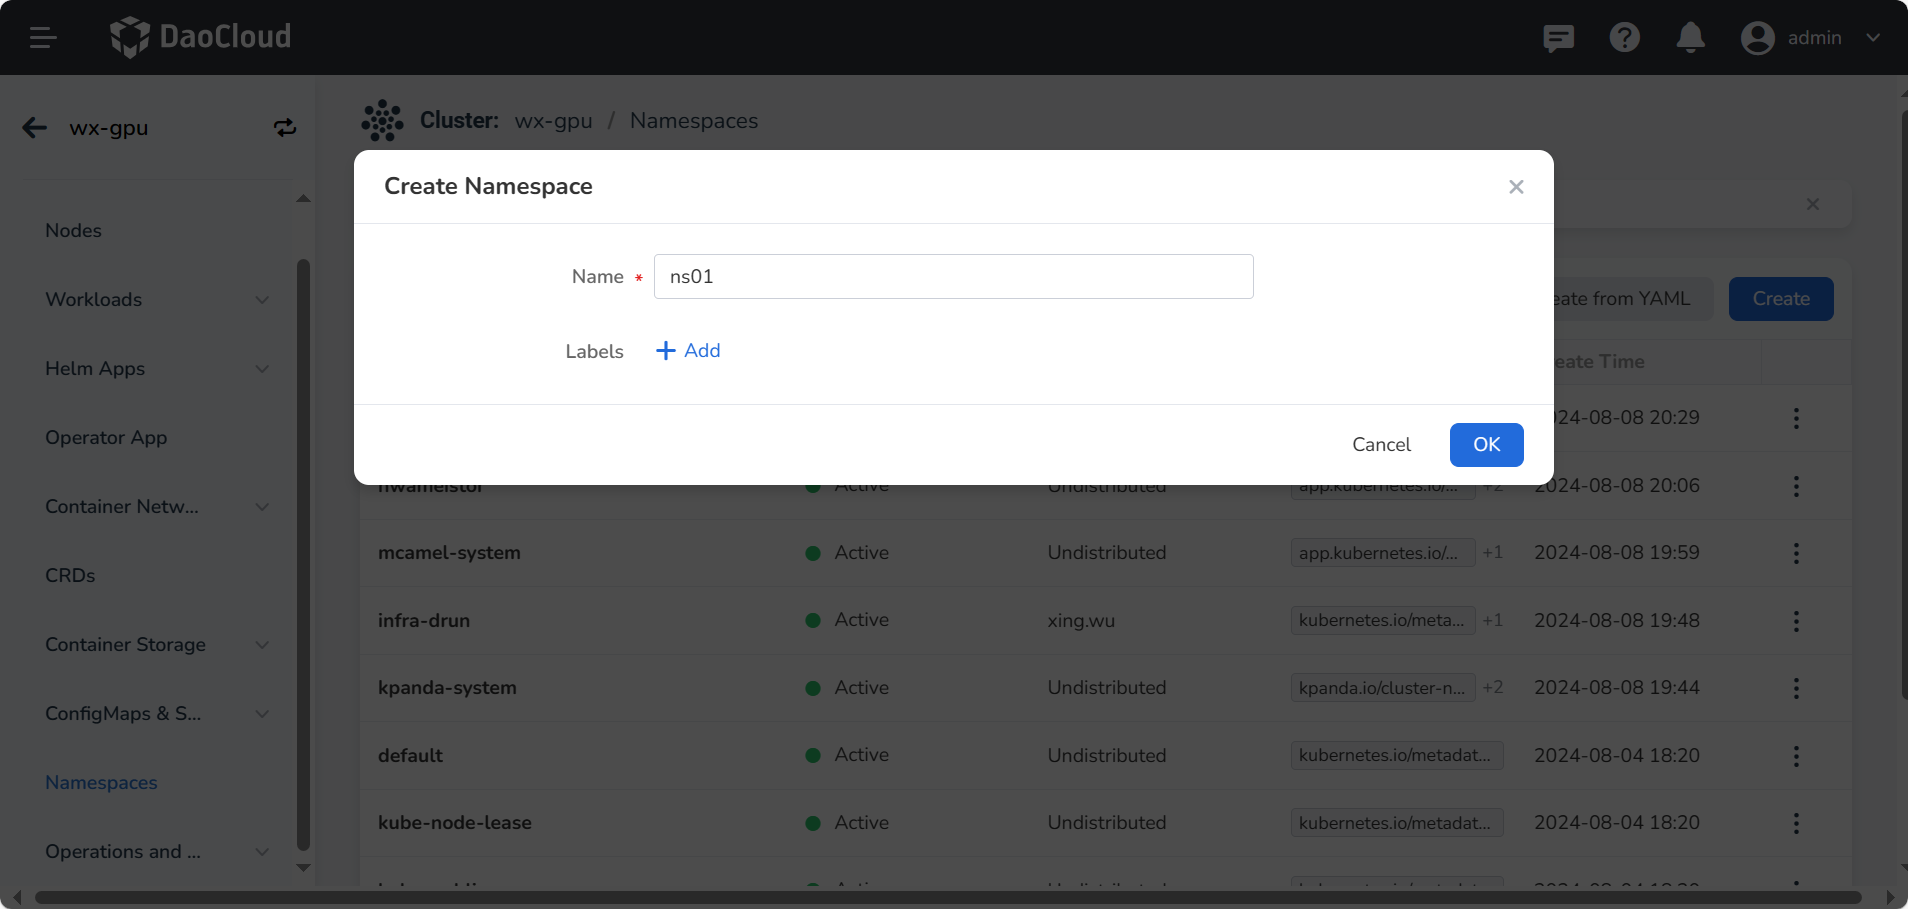 DaoCloud
admin
wx-gpu
Cluster: wx-gpu / Namespaces
Create Namespace
Name * ns01
Labels + Add
Cancel OK
Create
Nodes
Workloads
Helm Apps
Operator App
Container Netw...
CRDs
Container Storage
ConfigMaps & S...
Namespaces
Operations and ...
eate from YAML
eate Time
24-08-08 20:29
hwameistor Active Undistributed app.kubernetes.io/... +2 2024-08-08 20:06
mcamel-system Active Undistributed app.kubernetes.io/... +1 2024-08-08 19:59
infra-drun Active xing.wu kubernetes.io/meta... +1 2024-08-08 19:48
kpanda-system Active Undistributed kpanda.io/cluster-n... +2 2024-08-08 19:44
default Active Undistributed kubernetes.io/metadat... 2024-08-04 18:20
kube-node-lease Active Undistributed kubernetes.io/metadat... 2024-08-04 18:20